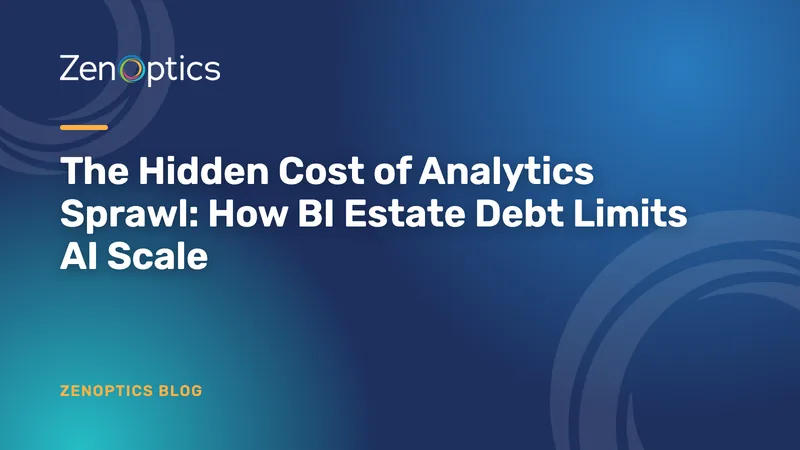 ZenOptics
The Hidden Cost of Analytics
Sprawl: How BI Estate Debt Limits
AI Scale
ZENOPTICS BLOG